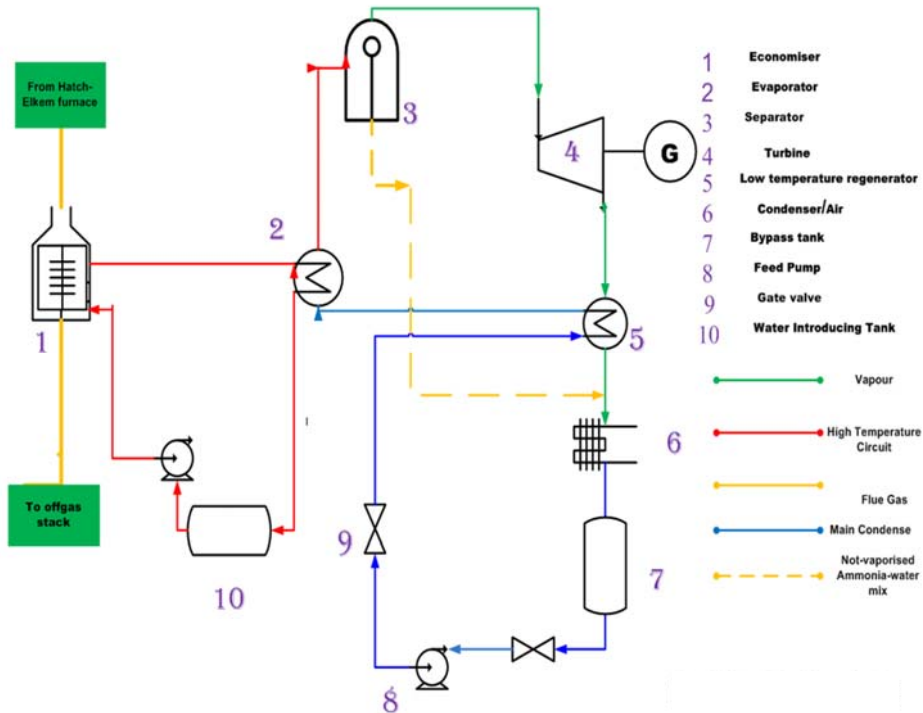 From Hatch-
Elkem furnace
1
2
3
4
G
5
6
7
8
9
10
To offgas
stack
1 Economiser
2 Evaporator
3 Separator
4 Turbine
5 Low temperature regenerator
6 Condenser/Air
7 Bypass tank
8 Feed Pump
9 Gate valve
10 Water Introducing Tank
Vapour
High Temperature
Circuit
Flue Gas
Main Condense
Not-vaporised
Ammonia-water
mix